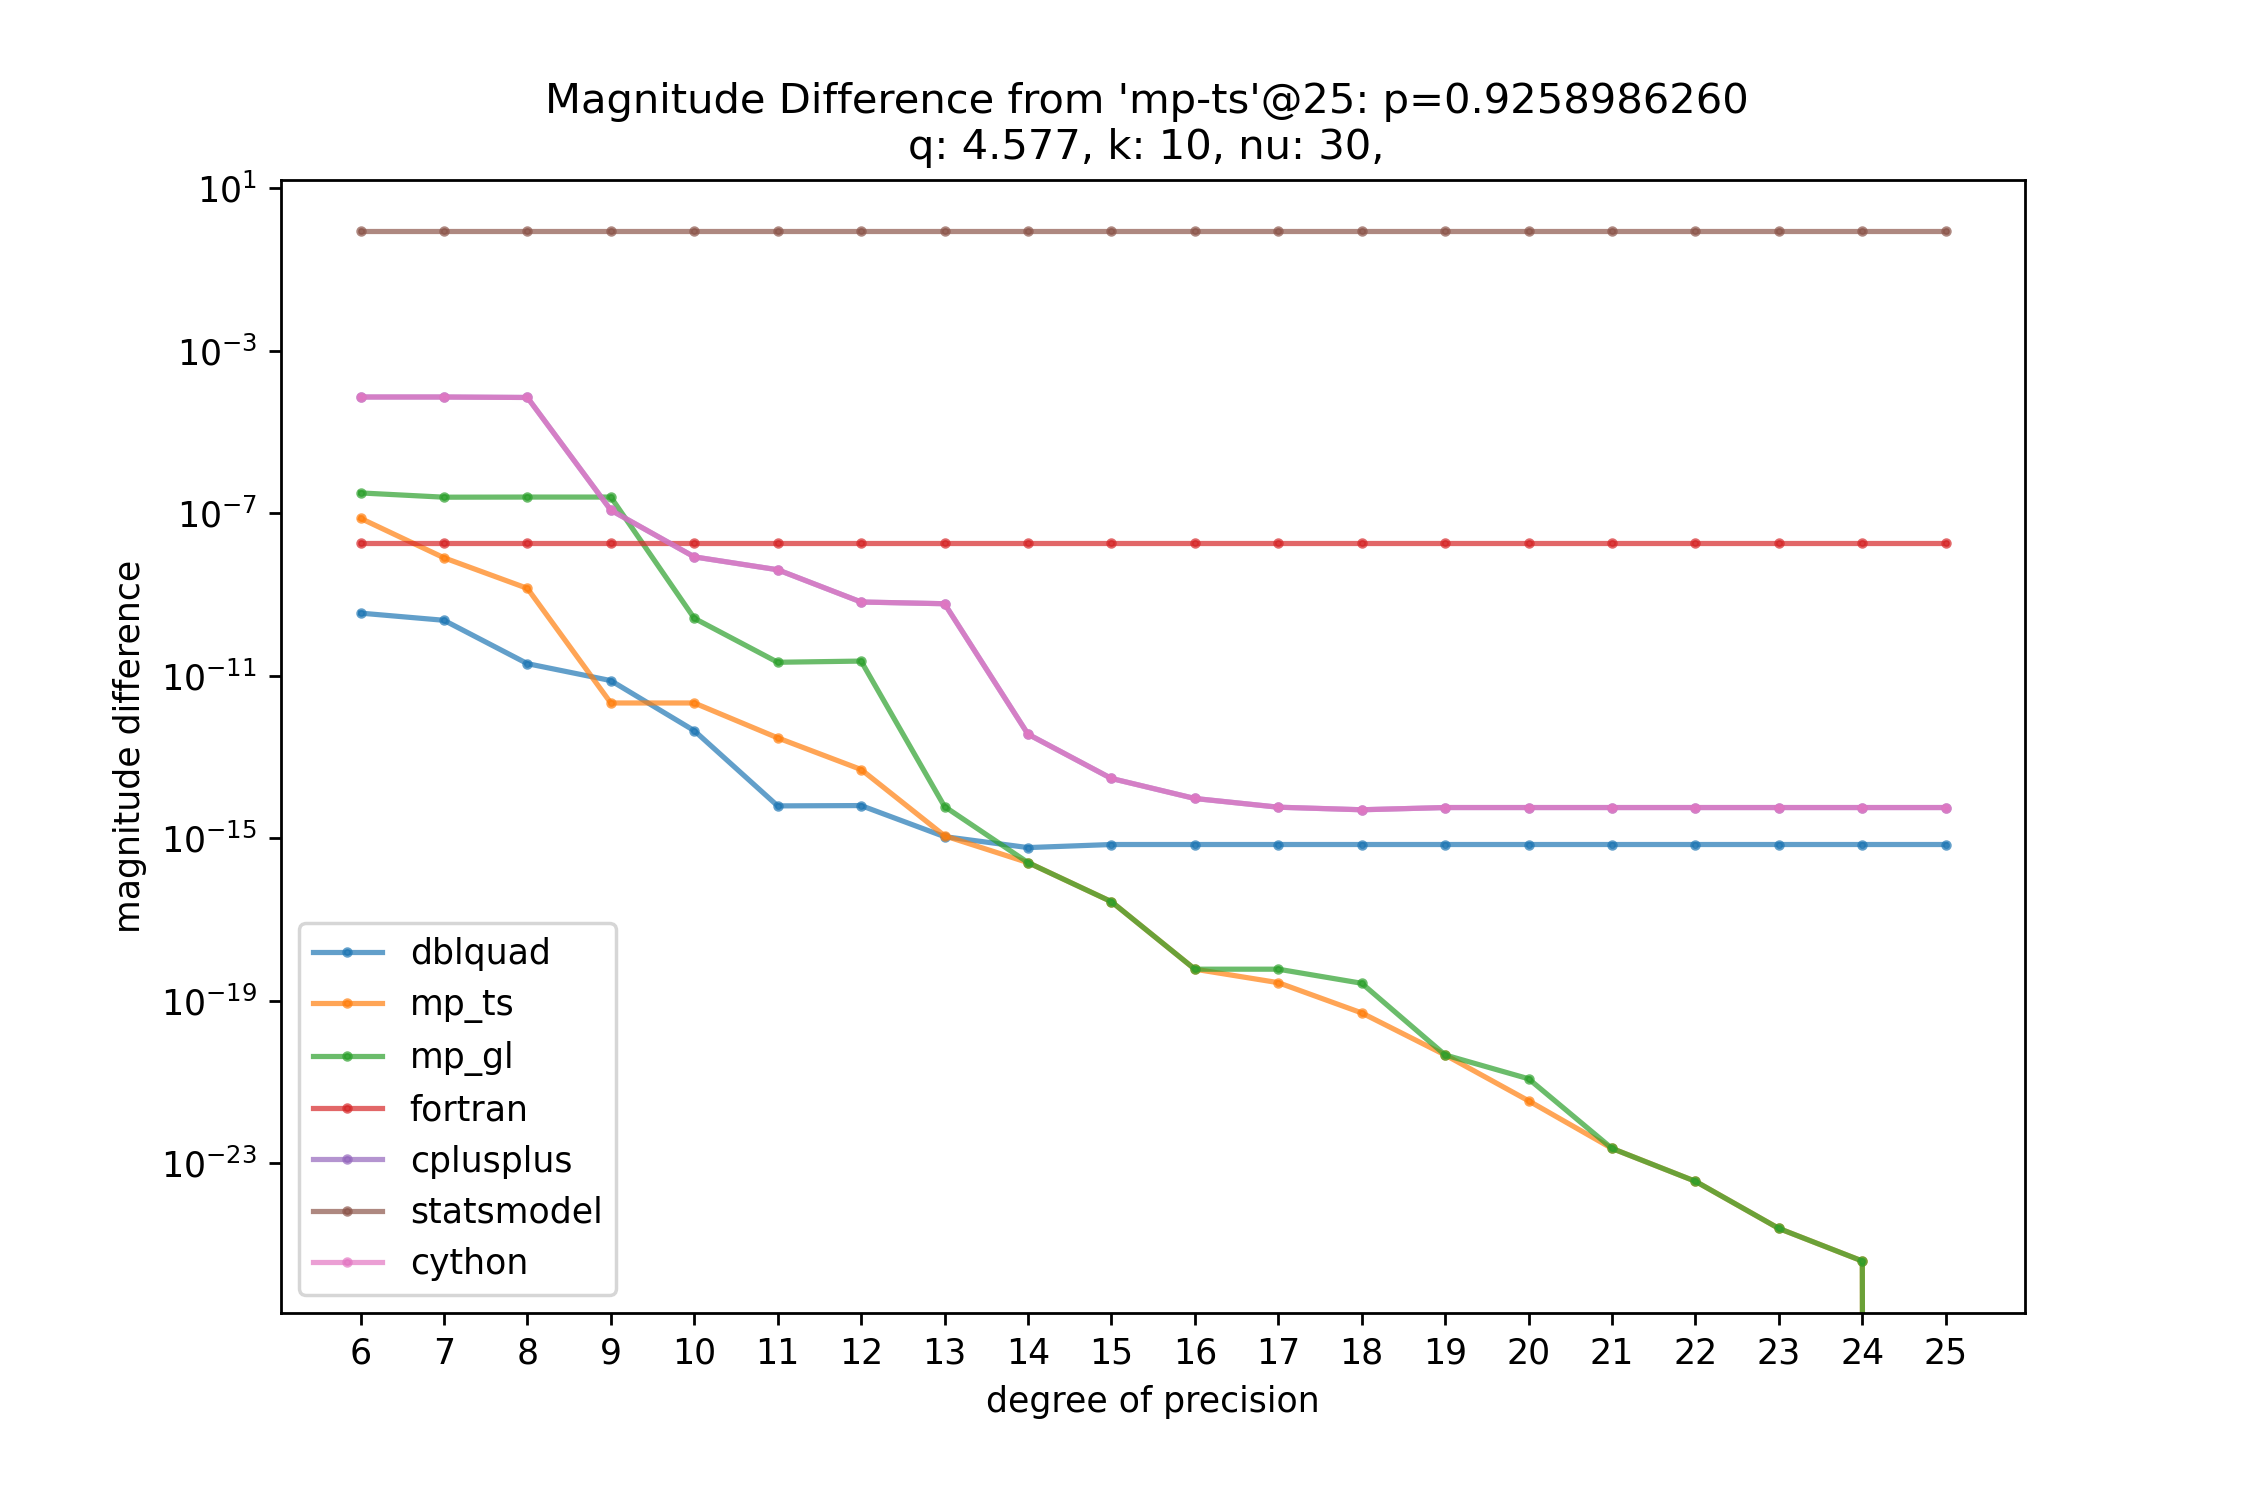 Magnitude Difference from 'mp-ts'@25: p=0.9258986260
q: 4.577, k: 10, nu: 30,
magnitude difference
10^1
10^−3
10^−7
10^−11
10^−15
10^−19
10^−23
dblquad
mp_ts
mp_gl
fortran
cplusplus
statsmodel
cython
6 7 8 9 10 11 12 13 14 15 16 17 18 19 20 21 22 23 24 25
degree of precision